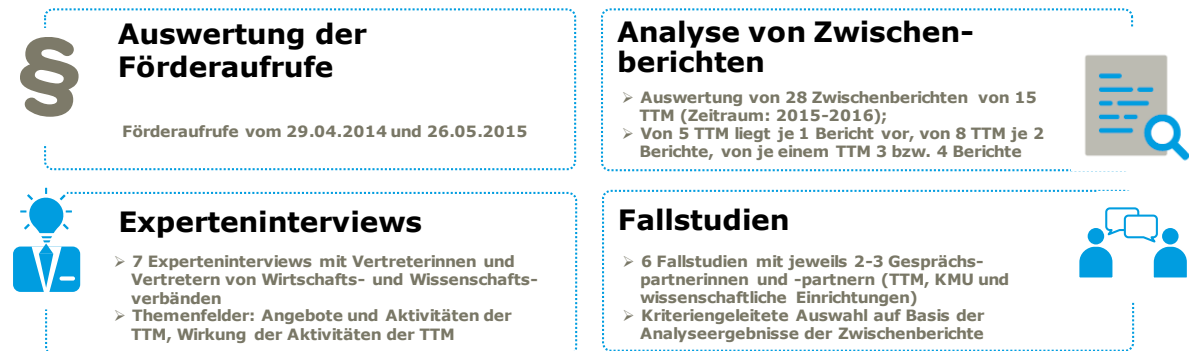 §
Auswertung der
Förderaufrufe
Förderaufrufe vom 29.04.2014 und 26.05.2015
Analyse von Zwischen-
berichten
➢ Auswertung von 28 Zwischenberichten von 15
TTM (Zeitraum: 2015-2016);
➢ Von 5 TTM liegt je 1 Bericht vor, von 8 TTM je 2
Berichte, von je einem TTM 3 bzw. 4 Berichte
Experteninterviews
➢ 7 Experteninterviews mit Vertreterinnen und
Vertretern von Wirtschafts- und Wissenschafts-
verbänden
➢ Themenfelder: Angebote und Aktivitäten der
TTM, Wirkung der Aktivitäten der TTM
Fallstudien
➢ 6 Fallstudien mit jeweils 2-3 Gesprächs-
partnerinnen und -partnern (TTM, KMU und
wissenschaftliche Einrichtungen)
➢ Kriteriengeleitete Auswahl auf Basis der
Analyseergebnisse der Zwischenberichte